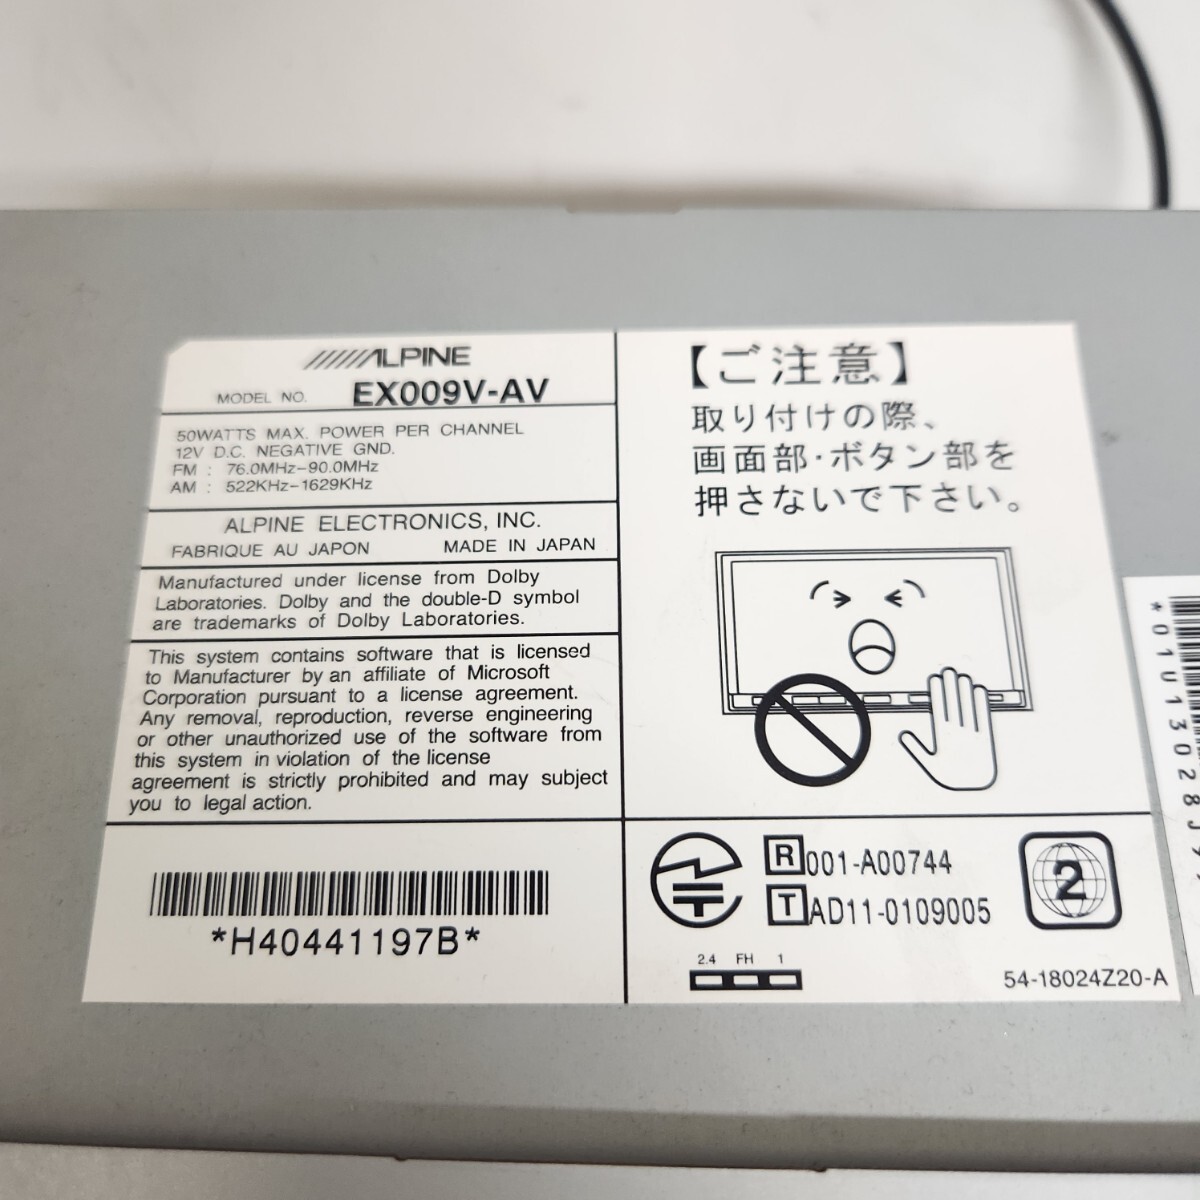 ALPINE
MODEL NO. EX009V-AV
50WATTS MAX. POWER PER CHANNEL
12V D.C. NEGATIVE GND.
FM : 76.0MHz-90.0MHz
AM : 522KHz-1629KHz
ALPINE ELECTRONICS, INC.
FABRIQUE AU JAPON MADE IN JAPAN
Manufactured under license from Dolby
Laboratories. Dolby and the double-D symbol
are trademarks of Dolby Laboratories.
This system contains software that is licensed
to Manufacturer by an affiliate of Microsoft
Corporation pursuant to a license agreement.
Any removal, reproduction, reverse engineering
or other unauthorized use of the software from
this system in violation of the license
agreement is strictly prohibited and may subject
you to legal action.
*H40441197B*
【ご注意】
取り付けの際、
画面部・ボタン部を
押さないで下さい。
R 001-A00744
T AD11-0109005
2
2.4 FH 1
54-18024Z20-A
*01U13028J